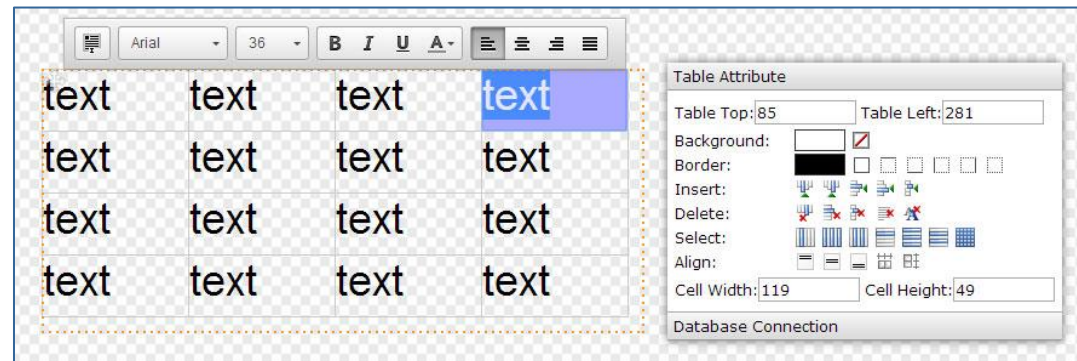 Arial 36 B I U A
text text text text
text text text text
text text text text
text text text text
Table Attribute
Table Top: 85 Table Left: 281
Background:
Border:
Insert:
Delete:
Select:
Align:
Cell Width: 119 Cell Height: 49
Database Connection